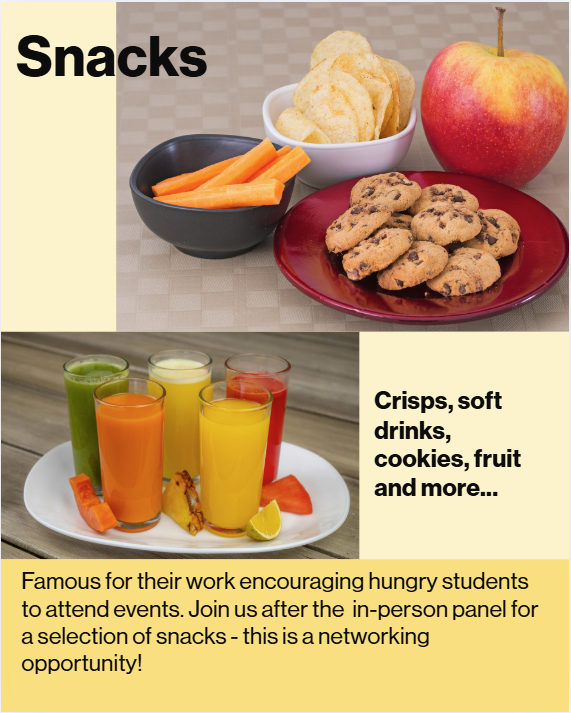 Snacks
Crisps, soft
drinks,
cookies, fruit
and more...
Famous for their work encouraging hungry students
to attend events. Join us after the  in-person panel for
a selection of snacks - this is a networking
opportunity!